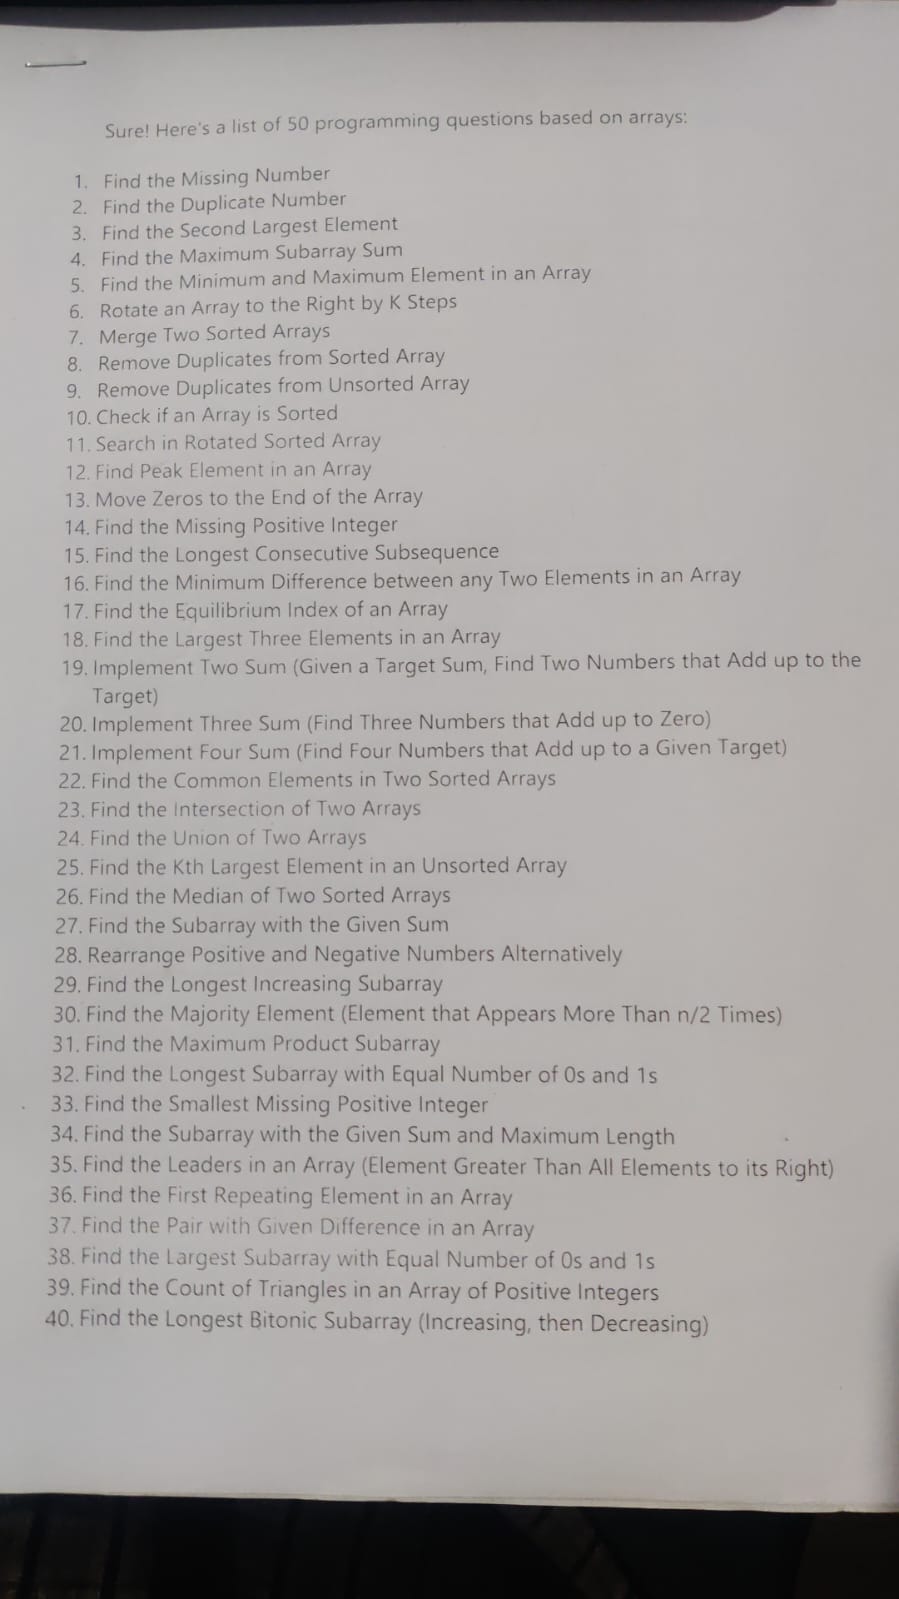 Sure! Here's a list of 50 programming questions based on arrays:
1. Find the Missing Number
2. Find the Duplicate Number
3. Find the Second Largest Element
4. Find the Maximum Subarray Sum
5. Find the Minimum and Maximum Element in an Array
6. Rotate an Array to the Right by K Steps
7. Merge Two Sorted Arrays
8. Remove Duplicates from Sorted Array
9. Remove Duplicates from Unsorted Array
10. Check if an Array is Sorted
11. Search in Rotated Sorted Array
12. Find Peak Element in an Array
13. Move Zeros to the End of the Array
14. Find the Missing Positive Integer
15. Find the Longest Consecutive Subsequence
16. Find the Minimum Difference between any Two Elements in an Array
17. Find the Equilibrium Index of an Array
18. Find the Largest Three Elements in an Array
19. Implement Two Sum (Given a Target Sum, Find Two Numbers that Add up to the
Target)
20. Implement Three Sum (Find Three Numbers that Add up to Zero)
21. Implement Four Sum (Find Four Numbers that Add up to a Given Target)
22. Find the Common Elements in Two Sorted Arrays
23. Find the Intersection of Two Arrays
24. Find the Union of Two Arrays
25. Find the Kth Largest Element in an Unsorted Array
26. Find the Median of Two Sorted Arrays
27. Find the Subarray with the Given Sum
28. Rearrange Positive and Negative Numbers Alternatively
29. Find the Longest Increasing Subarray
30. Find the Majority Element (Element that Appears More Than n/2 Times)
31. Find the Maximum Product Subarray
32. Find the Longest Subarray with Equal Number of 0s and 1s
33. Find the Smallest Missing Positive Integer
34. Find the Subarray with the Given Sum and Maximum Length
35. Find the Leaders in an Array (Element Greater Than All Elements to its Right)
36. Find the First Repeating Element in an Array
37. Find the Pair with Given Difference in an Array
38. Find the Largest Subarray with Equal Number of 0s and 1s
39. Find the Count of Triangles in an Array of Positive Integers
40. Find the Longest Bitonic Subarray (Increasing, then Decreasing)